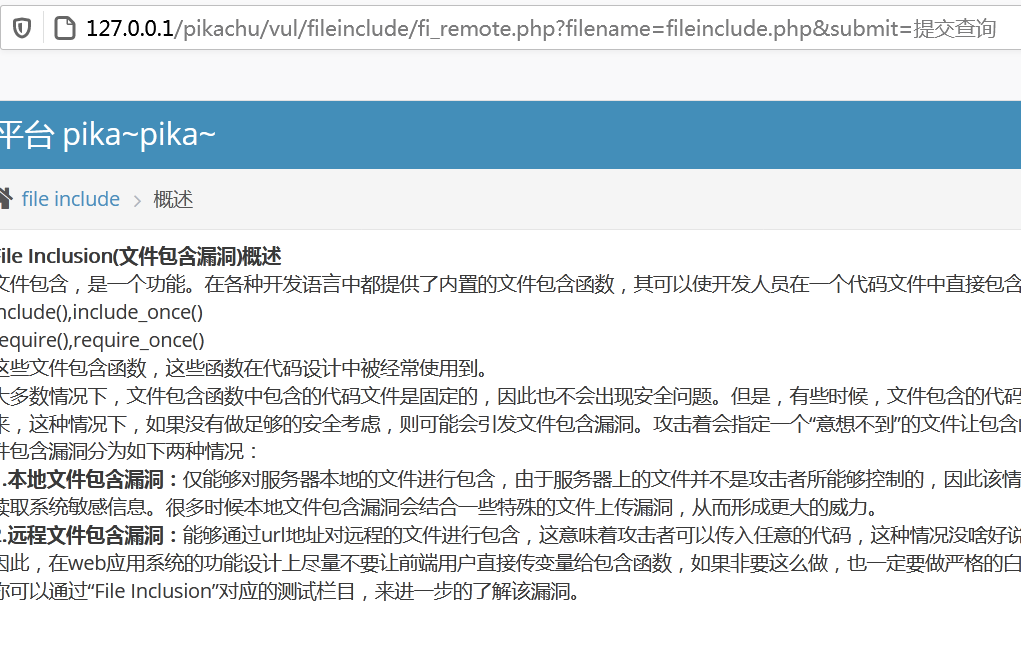 127.0.0.1/pikachu/vul/fileinclude/fi_remote.php?filename=fileinclude.php&submit=提交查询
平台 pika~pika~
file include > 概述
ile Inclusion(文件包含漏洞)概述
文件包含，是一个功能。在各种开发语言中都提供了内置的文件包含函数，其可以使开发人员在一个代码文件中直接包含
nclude(),include_once()
equire(),require_once()
这些文件包含函数，这些函数在代码设计中被经常使用到。
大多数情况下，文件包含函数中包含的代码文件是固定的，因此也不会出现安全问题。但是，有些时候，文件包含的代码
来，这种情况下，如果没有做足够的安全考虑，则可能会引发文件包含漏洞。攻击着会指定一个“意想不到”的文件让包含
件包含漏洞分为如下两种情况：
.本地文件包含漏洞：仅能够对服务器本地的文件进行包含，由于服务器上的文件并不是攻击者所能够控制的，因此该情
读取系统敏感信息。很多时候本地文件包含漏洞会结合一些特殊的文件上传漏洞，从而形成更大的威力。
2.远程文件包含漏洞：能够通过url地址对远程的文件进行包含，这意味着攻击者可以传入任意的代码，这种情况没啥好说
因此，在web应用系统的功能设计上尽量不要让前端用户直接传变量给包含函数，如果非要这么做，也一定要做严格的白
你可以通过“File Inclusion”对应的测试栏目，来进一步的了解该漏洞。